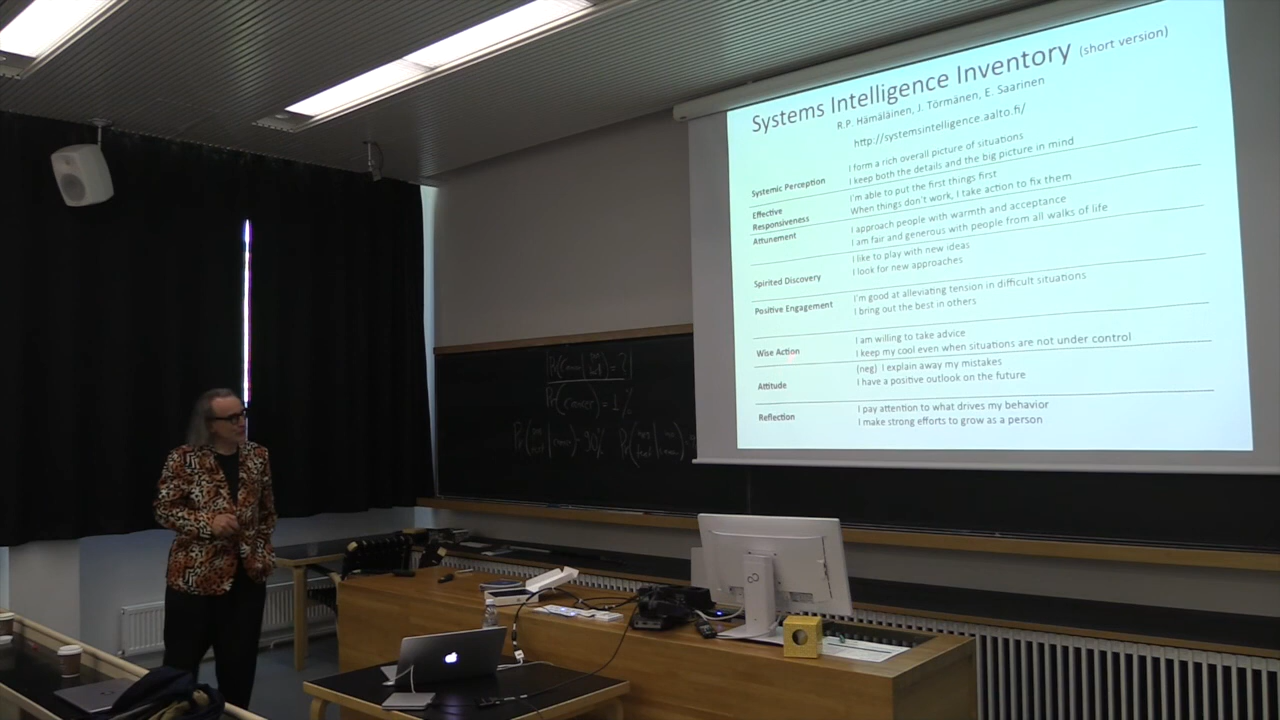 Systems Intelligence Inventory (short version)
R.P. Hämäläinen, J. Törmänen, E. Saarinen
http://systemsintelligence.aalto.fi/
Systemic Perception
I form a rich overall picture of situations
I keep both the details and the big picture in mind
Effective
Responsiveness
I'm able to put the first things first
When things don't work, I take action to fix them
Attunement
I approach people with warmth and acceptance
I am fair and generous with people from all walks of life
Spirited Discovery
I like to play with new ideas
I look for new approaches
Positive Engagement
I'm good at alleviating tension in difficult situations
I bring out the best in others
Wise Action
I am willing to take advice
I keep my cool even when situations are not under control
Attitude
(neg) I explain away my mistakes
I have a positive outlook on the future
Reflection
I pay attention to what drives my behavior
I make strong efforts to grow as a person
Pr(cancer) = 1%
90%